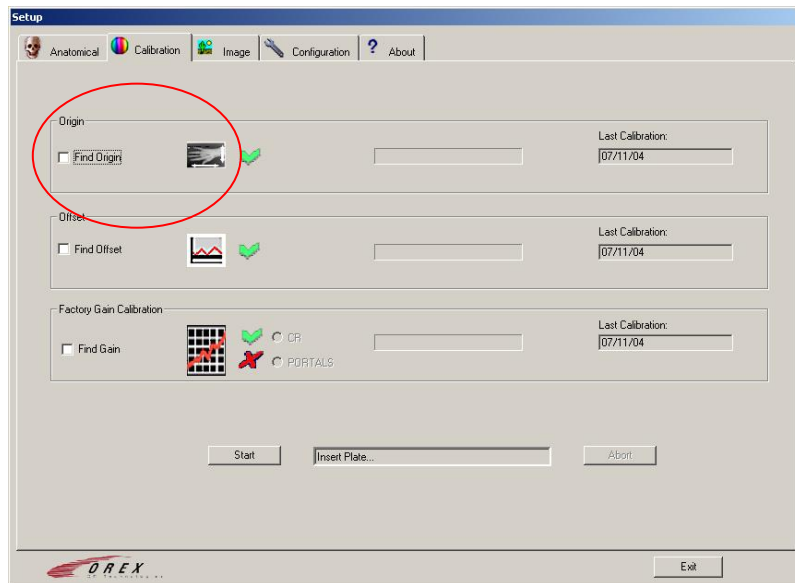 Setup
Anatomical Calibration Image Configuration ? About
Origin
Find Origin
Last Calibration:
07/11/04
Offset
Find Offset
Last Calibration:
07/11/04
Factory Gain Calibration
Find Gain
CR
PORTALS
Last Calibration:
07/11/04
Start Insert Plate... Abort
OREX
Exit